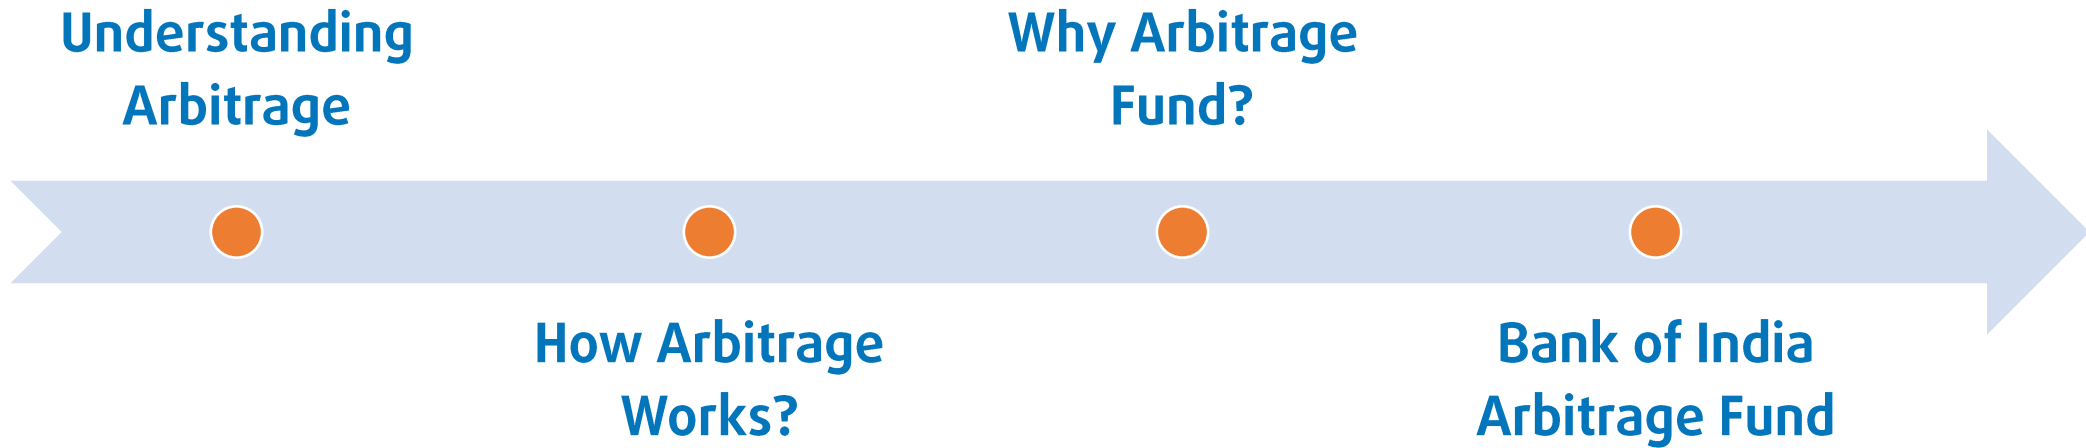 Understanding
Arbitrage
How Arbitrage
Works?
Why Arbitrage
Fund?
Bank of India
Arbitrage Fund